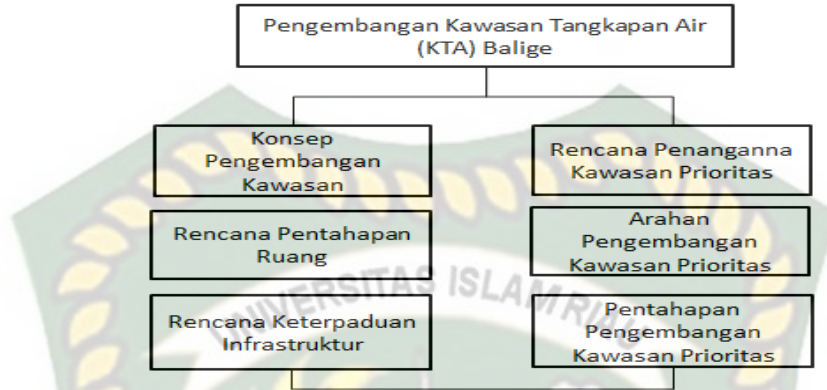 Pengembangan Kawasan Tangkapan Air
(KTA) Balige
Konsep
Pengembangan
Kawasan
Rencana Penanganna
Kawasan Prioritas
Rencana Pentahapan
Ruang
Arahan
Pengembangan
Kawasan Prioritas
Rencana Keterpaduan
Infrastruktur
Pentahapan
Pengembangan
Kawasan Prioritas
UNIVERSITAS ISLAM RIAU